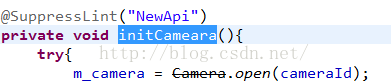 @SuppressLint("NewApi")
private void initCameara(){
try{
m_camera = Camera.open(cameraId);
http://blog.csdn.net/